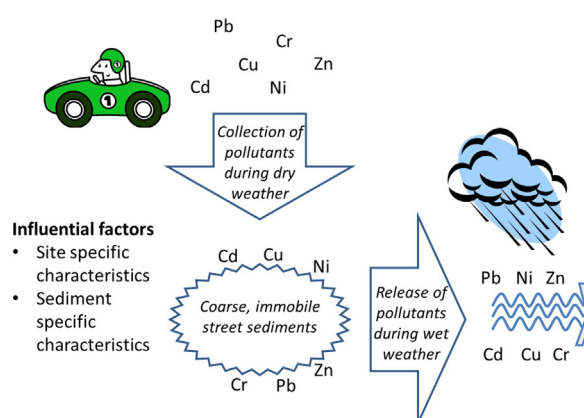 Pb
Cr
Cu
Zn
Cd
Ni
1
1
Collection of
pollutants
during dry
weather
Influential factors
• Site specific
characteristics
• Sediment
specific
characteristics
Cd Cu Ni
Coarse, immobile
street sediments
Cr Pb Zn
Release of
pollutants
during wet
weather
Pb Ni Zn
Cd Cu Cr